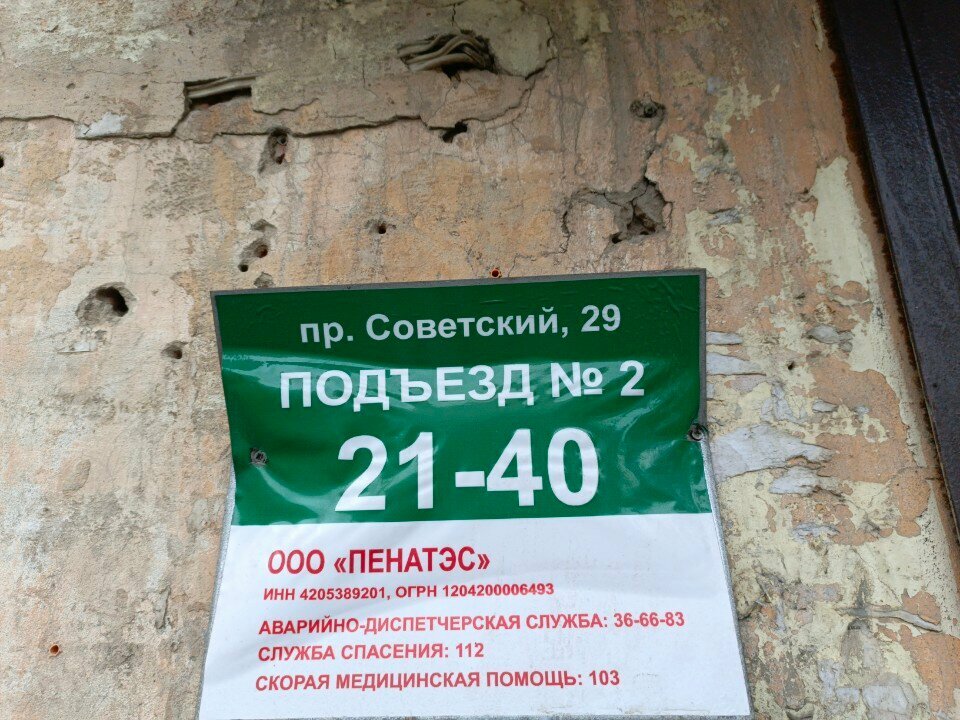 пр. Советский, 29
ПОДЪЕЗД № 2
21-40
ООО «ПЕНАТЭС»
ИНН 4205389201, ОГРН 1204200006493
АВАРИЙНО-ДИСПЕТЧЕРСКАЯ СЛУЖБА: 36-66-83
СЛУЖБА СПАСЕНИЯ: 112
СКОРАЯ МЕДИЦИНСКАЯ ПОМОЩЬ: 103